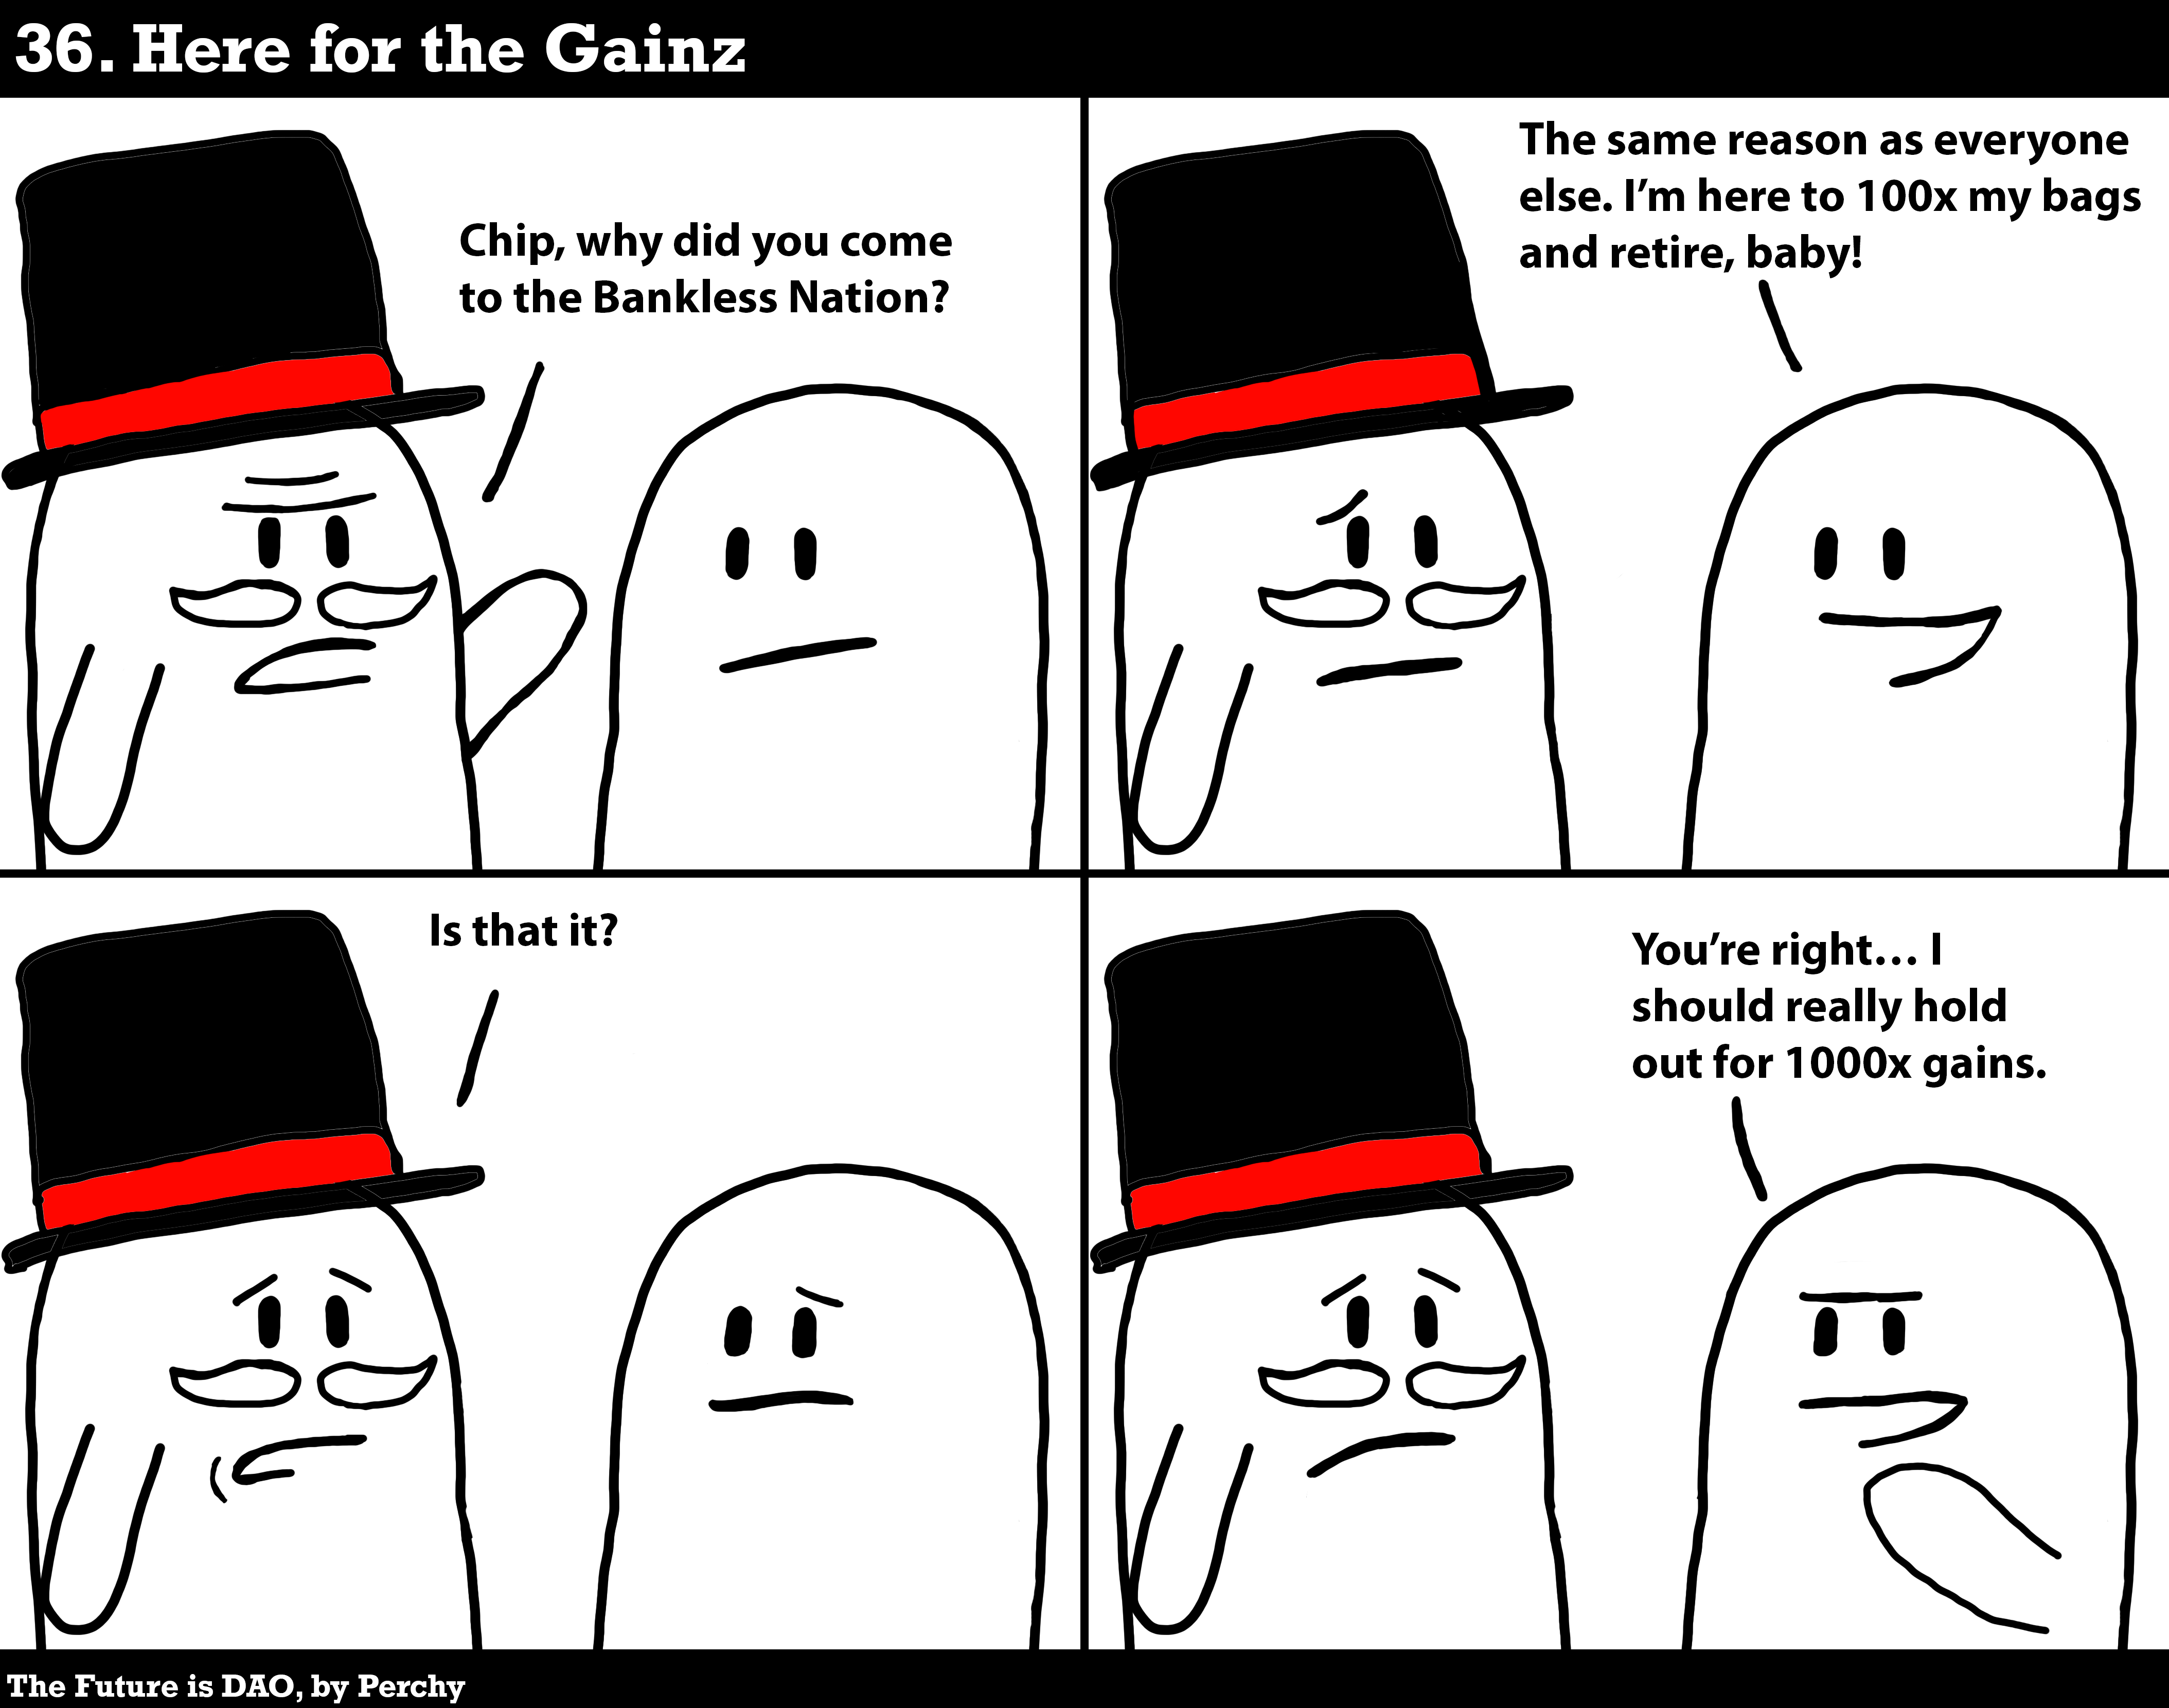 36. Here for the Gainz
Chip, why did you come
to the Bankless Nation?
The same reason as everyone
else. I'm here to 100x my bags
and retire, baby!
Is that it?
You're right... I
should really hold
out for 1000x gains.
The Future is DAO, by Perchy